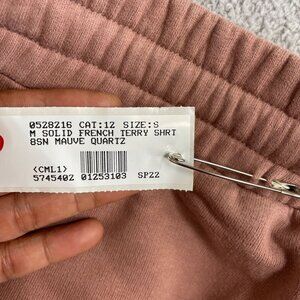 0528216 CAT:12 SIZE:S
M SOLID FRENCH TERRY SHRT
8SN MAUVE QUARTZ
(CML1)
5745402 01253103 SP22